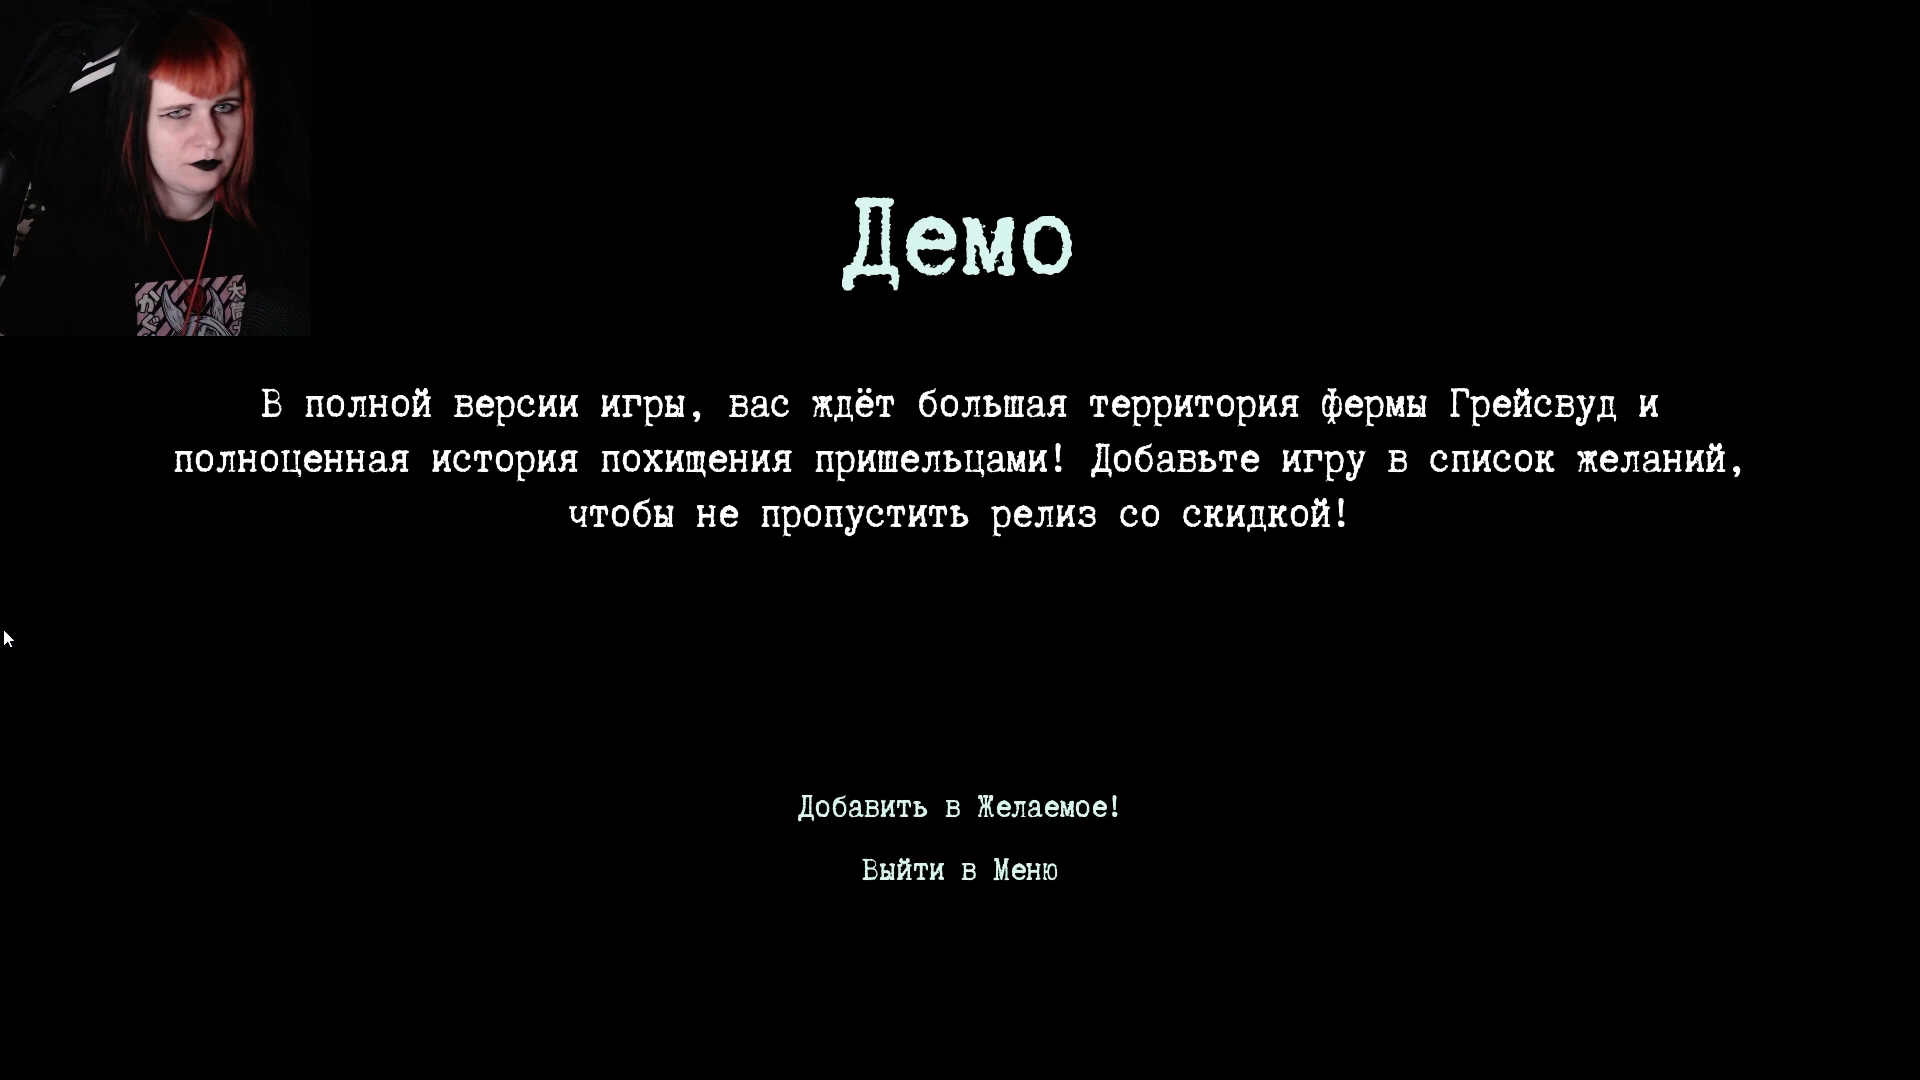 Демо
В полной версии игры, вас ждёт большая территория фермы Грейсвуд и
полноценная история похищения пришельцами! Добавьте игру в список желаний,
чтобы не пропустить релиз со скидкой!
Добавить в Желаемое!
Выйти в Меню